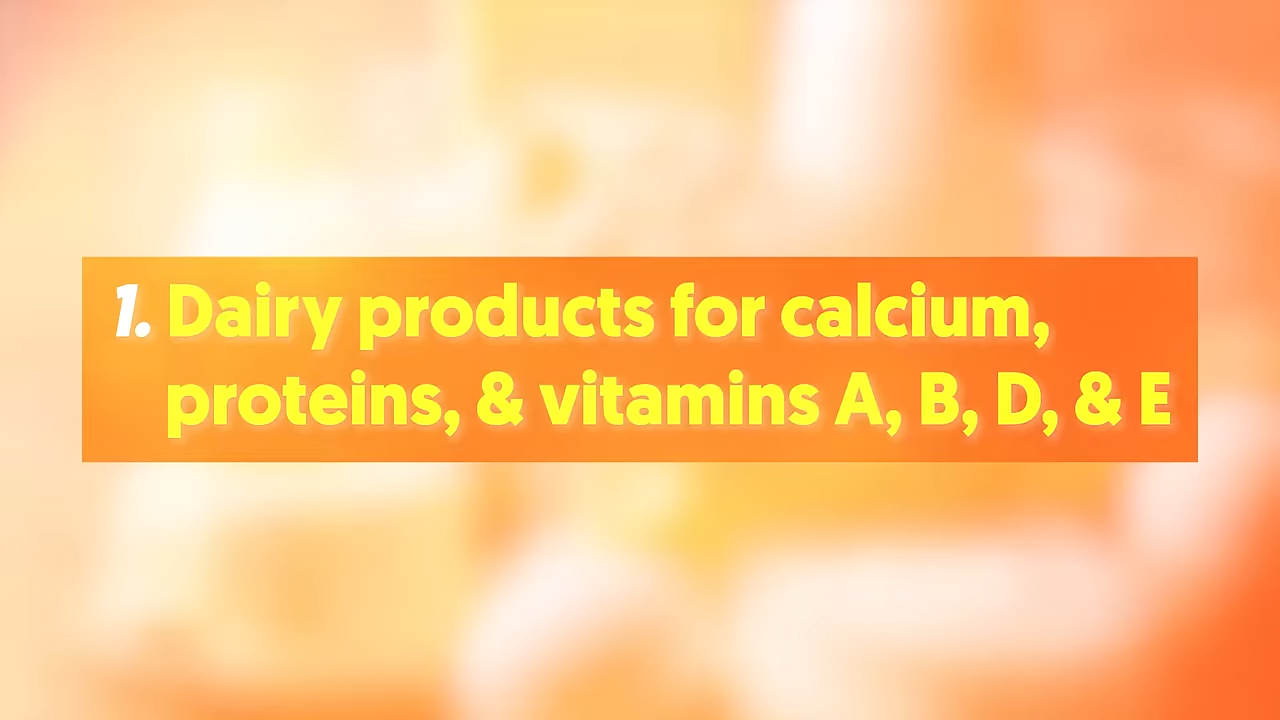 1. Dairy products for calcium,
proteins, & vitamins A, B, D, & E